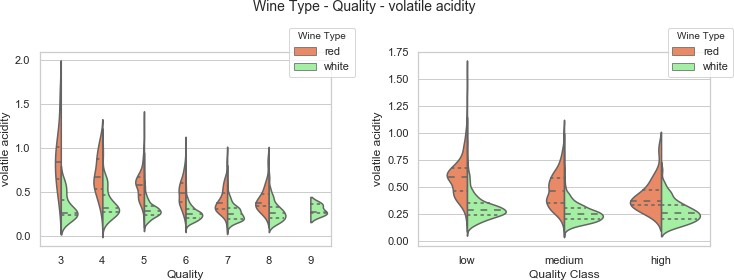 Wine Type - Quality - volatile acidity
Wine Type
red
white
volatile acidity
2.0
1.5
1.0
0.5
0.0
3 4 5 6 7 8 9
Quality
Wine Type
red
white
volatile acidity
1.75
1.50
1.25
1.00
0.75
0.50
0.25
0.00
low medium high
Quality Class